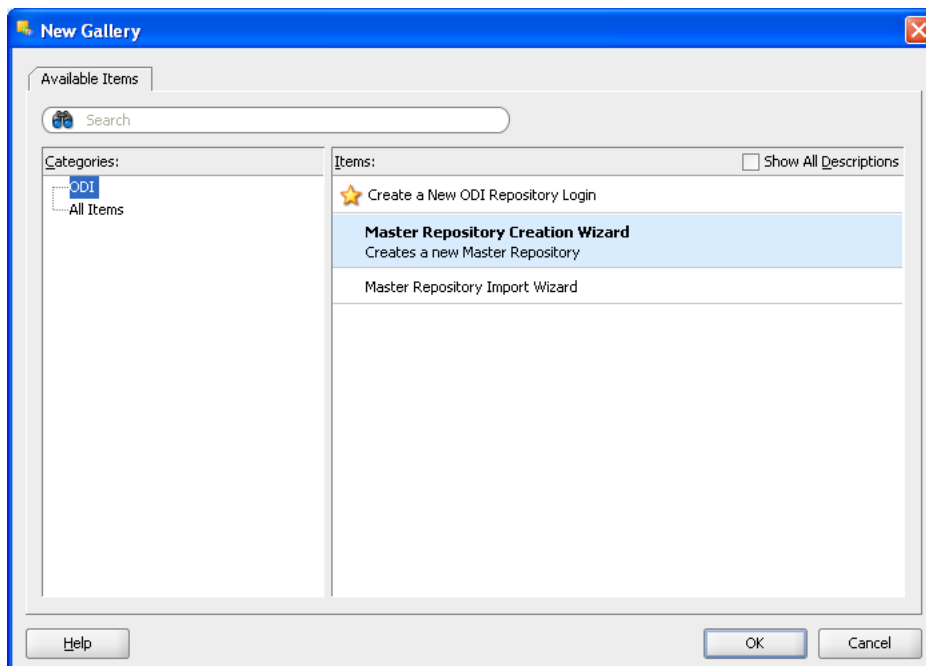 New Gallery
Available Items
Search
Categories:
ODI
All Items
Items:
Show All Descriptions
Create a New ODI Repository Login
Master Repository Creation Wizard
Creates a new Master Repository
Master Repository Import Wizard
Help
OK
Cancel